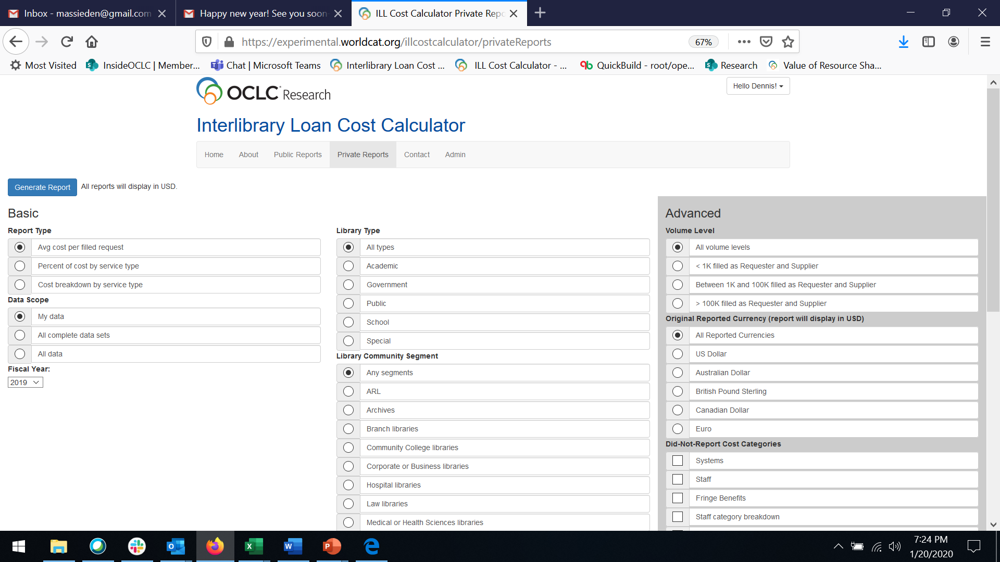 Inbox - massieden@gmail.com
Happy new year! See you soon
ILL Cost Calculator Private Repo
https://experimental.worldcat.org/illcostcalculator/privateReports
67%
Most Visited
InsideOCLC | Member...
Chat | Microsoft Teams
Interlibrary Loan Cost ...
ILL Cost Calculator - ...
QuickBuild - root/ope...
Research
Value of Resource Sha...
OCLC Research
Hello Dennis!
Interlibrary Loan Cost Calculator
Home
About
Public Reports
Private Reports
Contact
Admin
Generate Report
All reports will display in USD.
Basic
Report Type
Avg cost per filled request
Percent of cost by service type
Cost breakdown by service type
Data Scope
My data
All complete data sets
All data
Fiscal Year:
2019
Library Type
All types
Academic
Government
Public
School
Special
Library Community Segment
Any segments
ARL
Archives
Branch libraries
Community College libraries
Corporate or Business libraries
Hospital libraries
Law libraries
Medical or Health Sciences libraries
Advanced
Volume Level
All volume levels
< 1K filled as Requester and Supplier
Between 1K and 100K filled as Requester and Supplier
> 100K filled as Requester and Supplier
Original Reported Currency (report will display in USD)
All Reported Currencies
US Dollar
Australian Dollar
British Pound Sterling
Canadian Dollar
Euro
Did-Not-Report Cost Categories
Systems
Staff
Fringe Benefits
Staff category breakdown
7:24 PM
1/20/2020